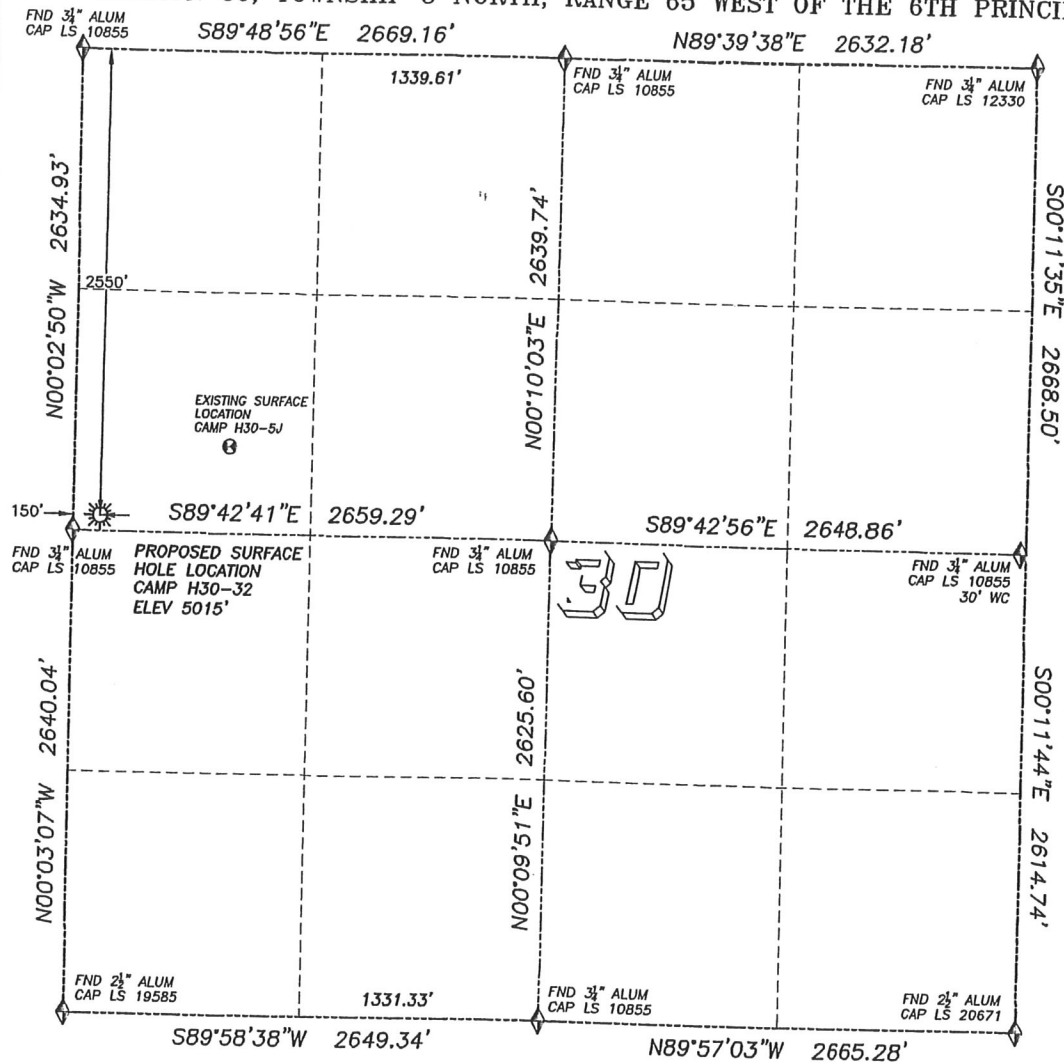 TOWNSHIP NORTH, RANGE 65 WEST OF THE 6TH
FND 3¼" ALUM
CAP LS 10855
S89°48'56"E 2669.16'
N89°39'38"E 2632.18'
1339.61'
FND 3¼" ALUM
CAP LS 10855
FND 3¼" ALUM
CAP LS 12330
N00°02'50"W 2634.93'
2550'
N00°10'03"E 2639.74'
S00°11'35"E 2668.50'
EXISTING SURFACE
LOCATION
CAMP H30-5J
150'
S89°42'41"E 2659.29'
S89°42'56"E 2648.86'
FND 3¼" ALUM
CAP LS 10855
PROPOSED SURFACE
HOLE LOCATION
CAMP H30-32
ELEV 5015'
FND 3¼" ALUM
CAP LS 10855
30
FND 3¼" ALUM
CAP LS 10855
30' WC
N00°03'07"W 2640.04'
N00°09'51"E 2625.60'
S00°11'44"E 2614.74'
FND 2½" ALUM
CAP LS 19585
1331.33'
FND 3¼" ALUM
CAP LS 10855
FND 2½" ALUM
CAP LS 20671
S89°58'38"W 2649.34'
N89°57'03"W 2665.28'